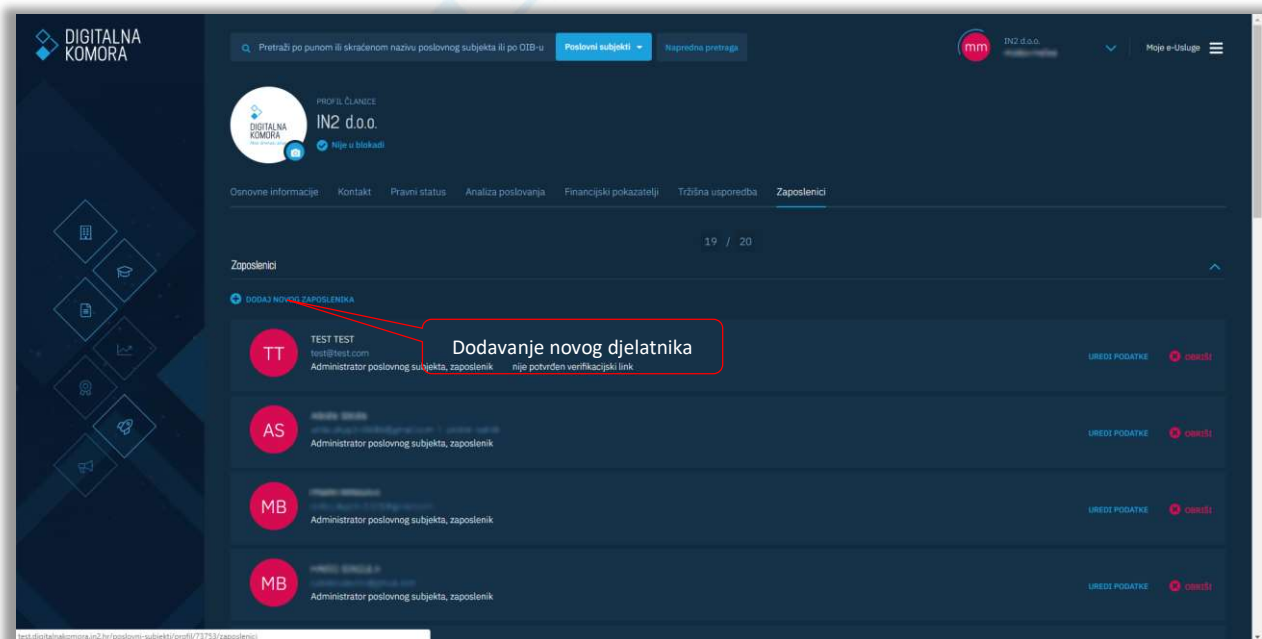 DIGITALNA
KOMORA
Pretraži po punom ili skraćenom nazivu poslovnog subjekta ili po OIB-u
Poslovni subjekti
Napredna pretraga
mm
IN2 d.o.o.
Moje e-Usluge
DIGITALNA
KOMORA
PROFIL ČLANICE
IN2 d.o.o.
Nije u blokadi
Osnovne informacije Kontakt Pravni status Analiza poslovanja Financijski pokazatelji Tržišna usporedba Zaposlenici
19 / 20
Zaposlenici
DODAJ NOVOG ZAPOSLENIKA
Dodavanje novog djelatnika
TT
TEST TEST
test@test.com
Administrator poslovnog subjekta, zaposlenik nije potvrđen verifikacijski link
UREDI PODATKE OBRIŠI
AS
Administrator poslovnog subjekta, zaposlenik
UREDI PODATKE OBRIŠI
MB
Administrator poslovnog subjekta, zaposlenik
UREDI PODATKE OBRIŠI
MB
Administrator poslovnog subjekta, zaposlenik
UREDI PODATKE OBRIŠI
test.digitalnakomora.in2.hr/poslovni-subjekti/profil/73753/zaposlenici